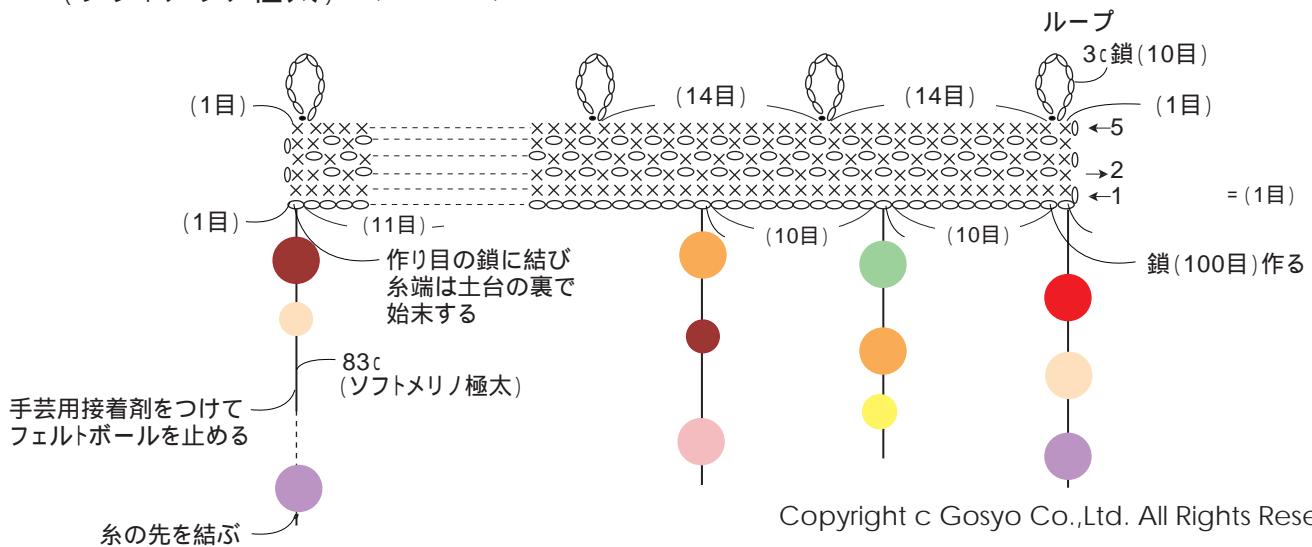 ループ
3c鎖(10目)
(1目)
(14目)
(14目)
(1目)
←5
→2
←1
=(1目)
(1目)
(11目)
(10目)
(10目)
鎖(100目)作る
作り目の鎖に結び
糸端は土台の裏で
始末する
83c
(ソフトメリノ極太)
手芸用接着剤をつけて
フェルトボールを止める
糸の先を結ぶ
Copyright c Gosyo Co.,Ltd. All Rights Rese